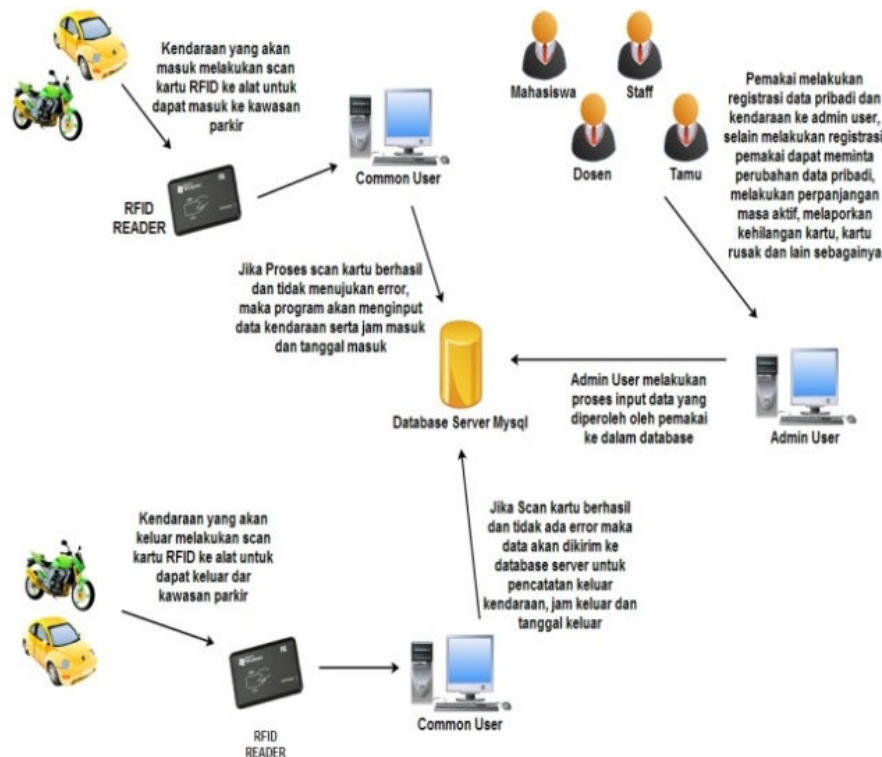 Kendaraan yang akan
masuk melakukan scan
kartu RFID ke alat untuk
dapat masuk ke kawasan
parkir
RFID
READER
Common User
Mahasiswa
Staff
Dosen
Tamu
Pemakai melakukan
registrasi data pribadi dan
kendaraan ke admin user,
selain melakukan registrasi
pemakai dapat meminta
perubahan data pribadi,
melakukan perpanjangan
masa aktif, melaporkan
kehilangan kartu, kartu
rusak dan lain sebagainya
Jika Proses scan kartu berhasil
dan tidak menujukan error,
maka program akan menginput
data kendaraan serta jam masuk
dan tanggal masuk
Database Server Mysql
Admin User melakukan
proses input data yang
diperoleh oleh pemakai
ke dalam database
Admin User
Kendaraan yang akan
keluar melakukan scan
kartu RFID ke alat untuk
dapat keluar dar
kawasan parkir
Jika Scan kartu berhasil
dan tidak ada error maka
data akan dikirim ke
database server untuk
pencatatan keluar
kendaraan, jam keluar dan
tanggal keluar
RFID
READER
Common User